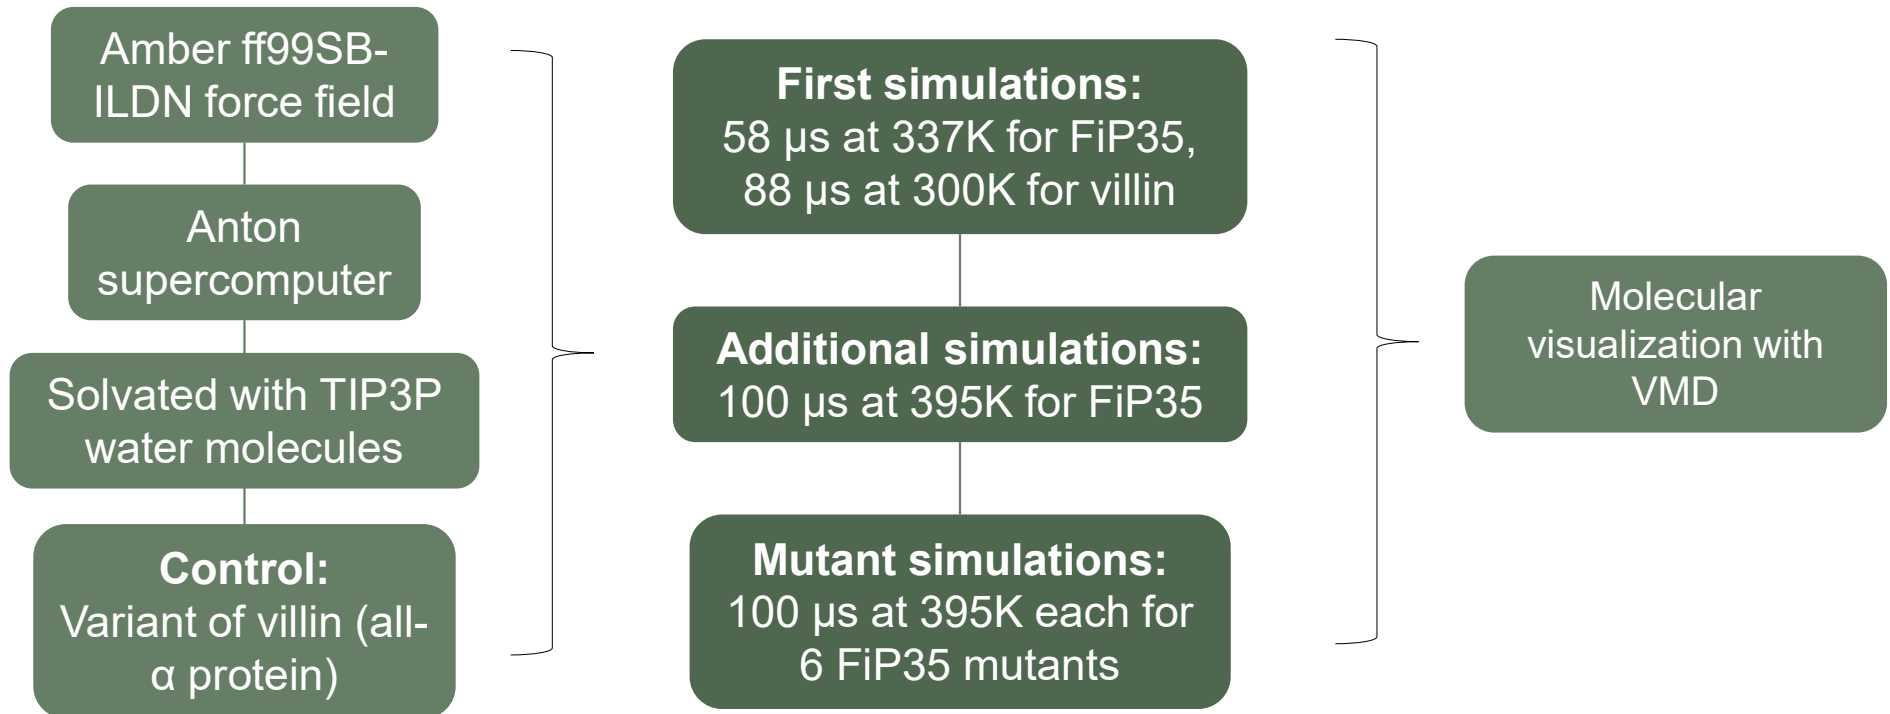 Amber ff99SB-
ILDN force field
Anton
supercomputer
Solvated with TIP3P
water molecules
Control:
Variant of villin (all-
α protein)
First simulations:
58 μs at 337K for FiP35,
88 μs at 300K for villin
Additional simulations:
100 μs at 395K for FiP35
Mutant simulations:
100 μs at 395K each for
6 FiP35 mutants
Molecular
visualization with
VMD